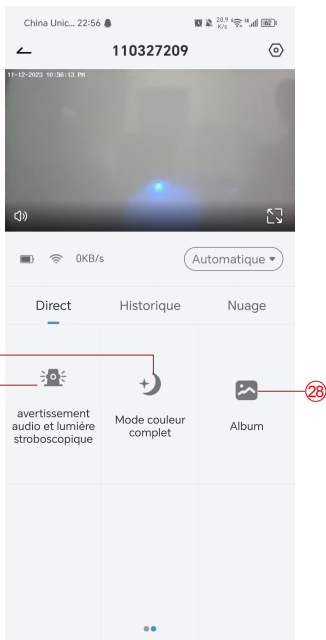 China Unic... 22:56
20,9 K/s
62
110327209
11-12-2023 10:56:13 PM
0KB/s
Automatique
Direct
Historique
Nuage
avertissement
audio et lumière
stroboscopique
Mode couleur
complet
Album
28